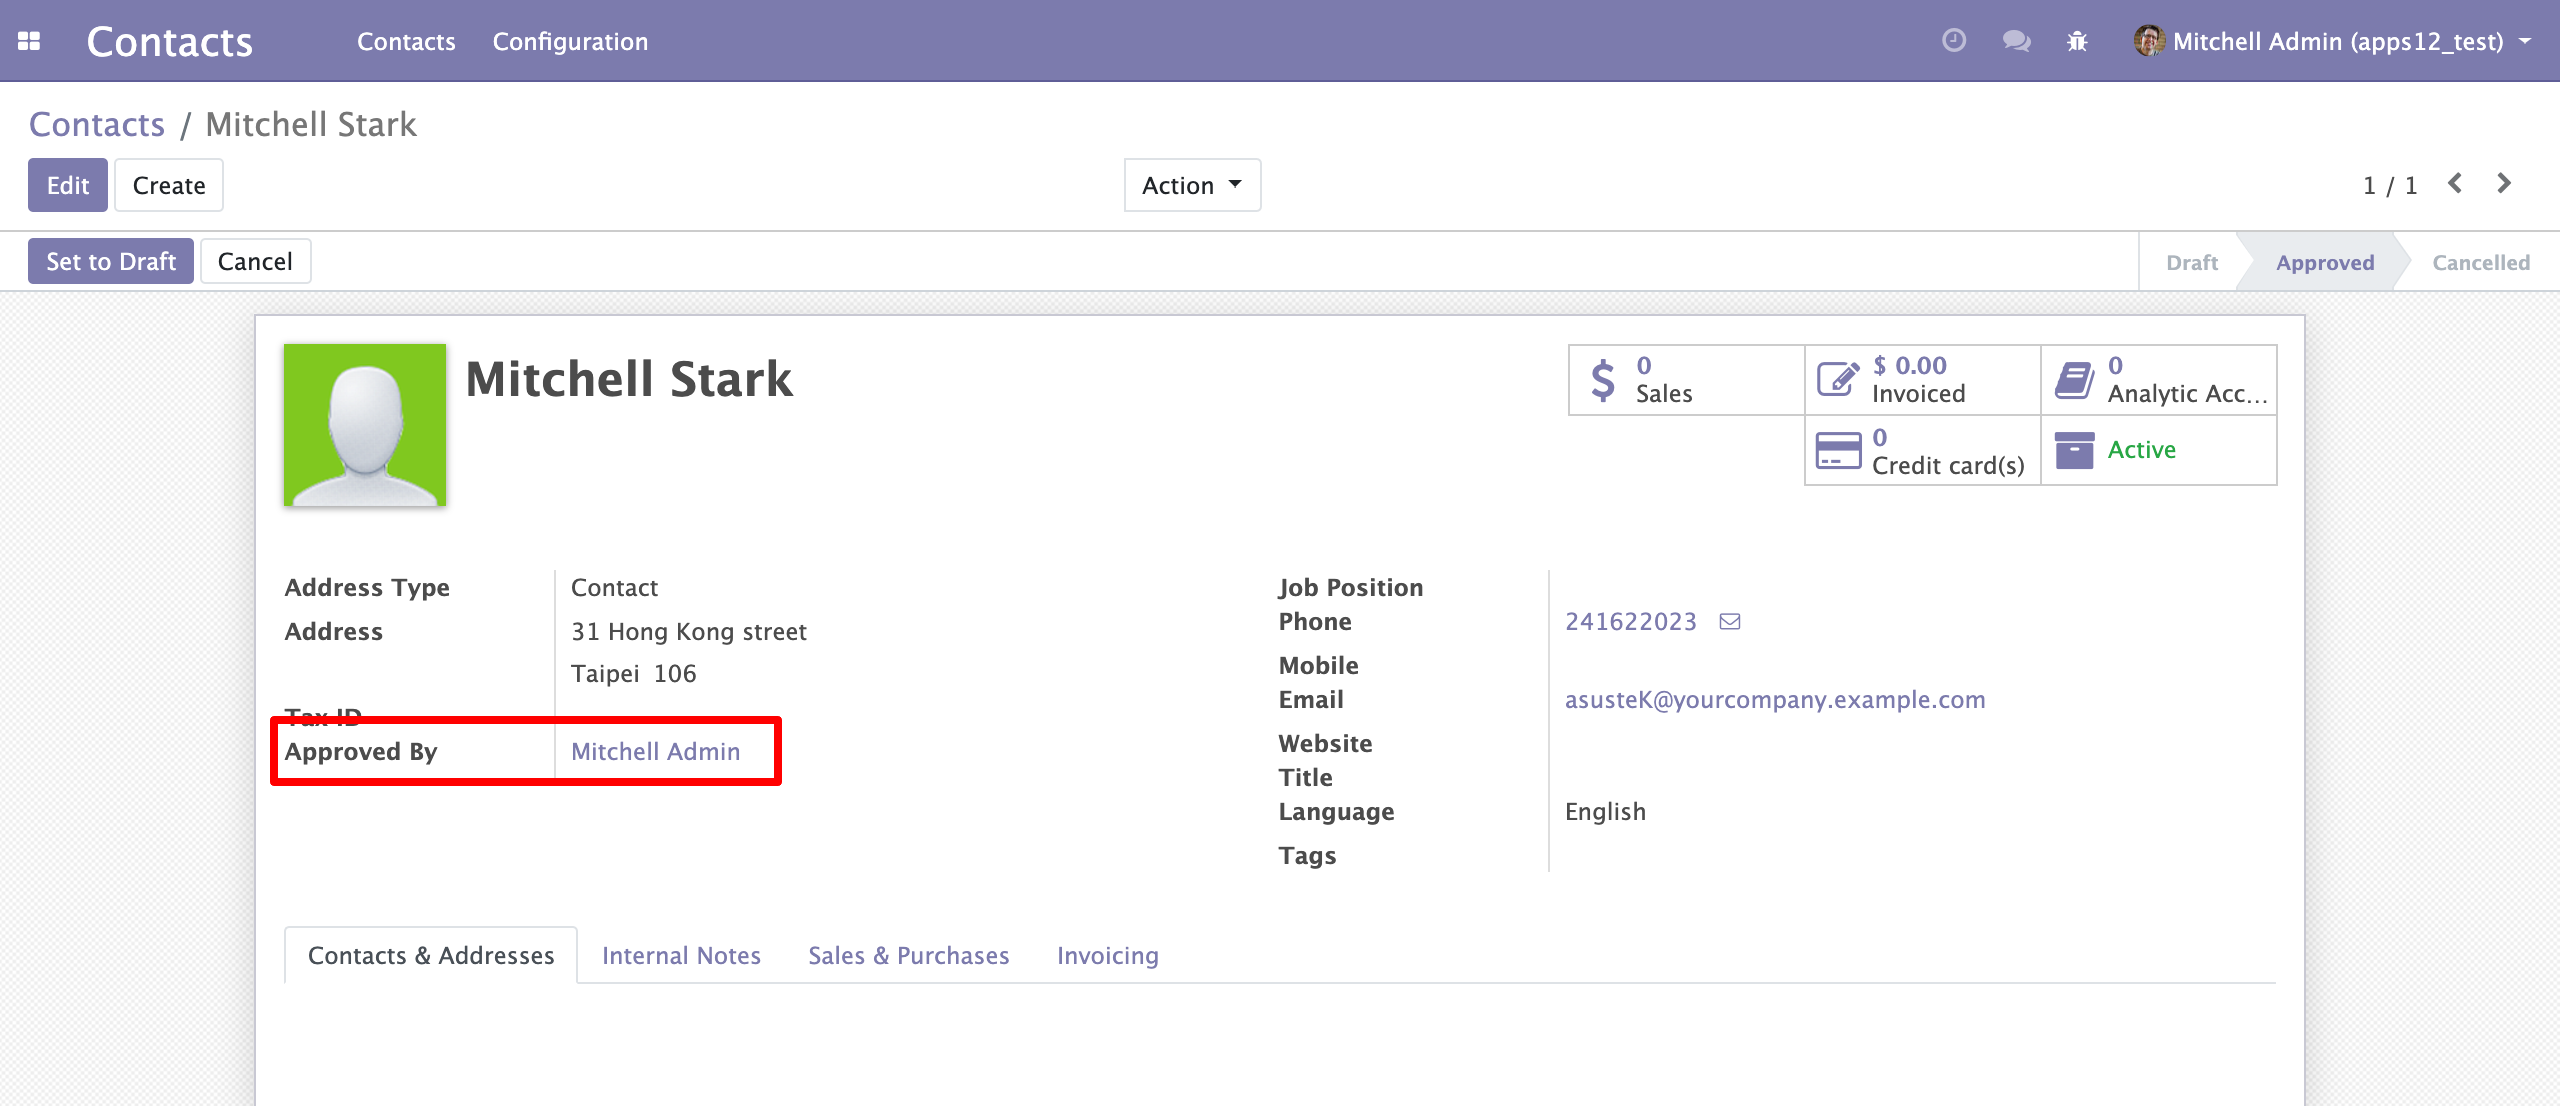 Contacts Contacts Configuration Mitchell Admin (apps12_test)
Contacts / Mitchell Stark
Edit Create Action 1 / 1
Set to Draft Cancel Draft Approved Cancelled
Mitchell Stark
$ 0 Sales
$ 0.00 Invoiced
0 Analytic Acc...
0 Credit card(s)
Active
Address Type Contact
Address 31 Hong Kong street
Taipei 106
Tax ID
Approved By Mitchell Admin
Job Position
Phone 241622023
Mobile
Email asusteK@yourcompany.example.com
Website
Title
Language English
Tags
Contacts & Addresses Internal Notes Sales & Purchases Invoicing